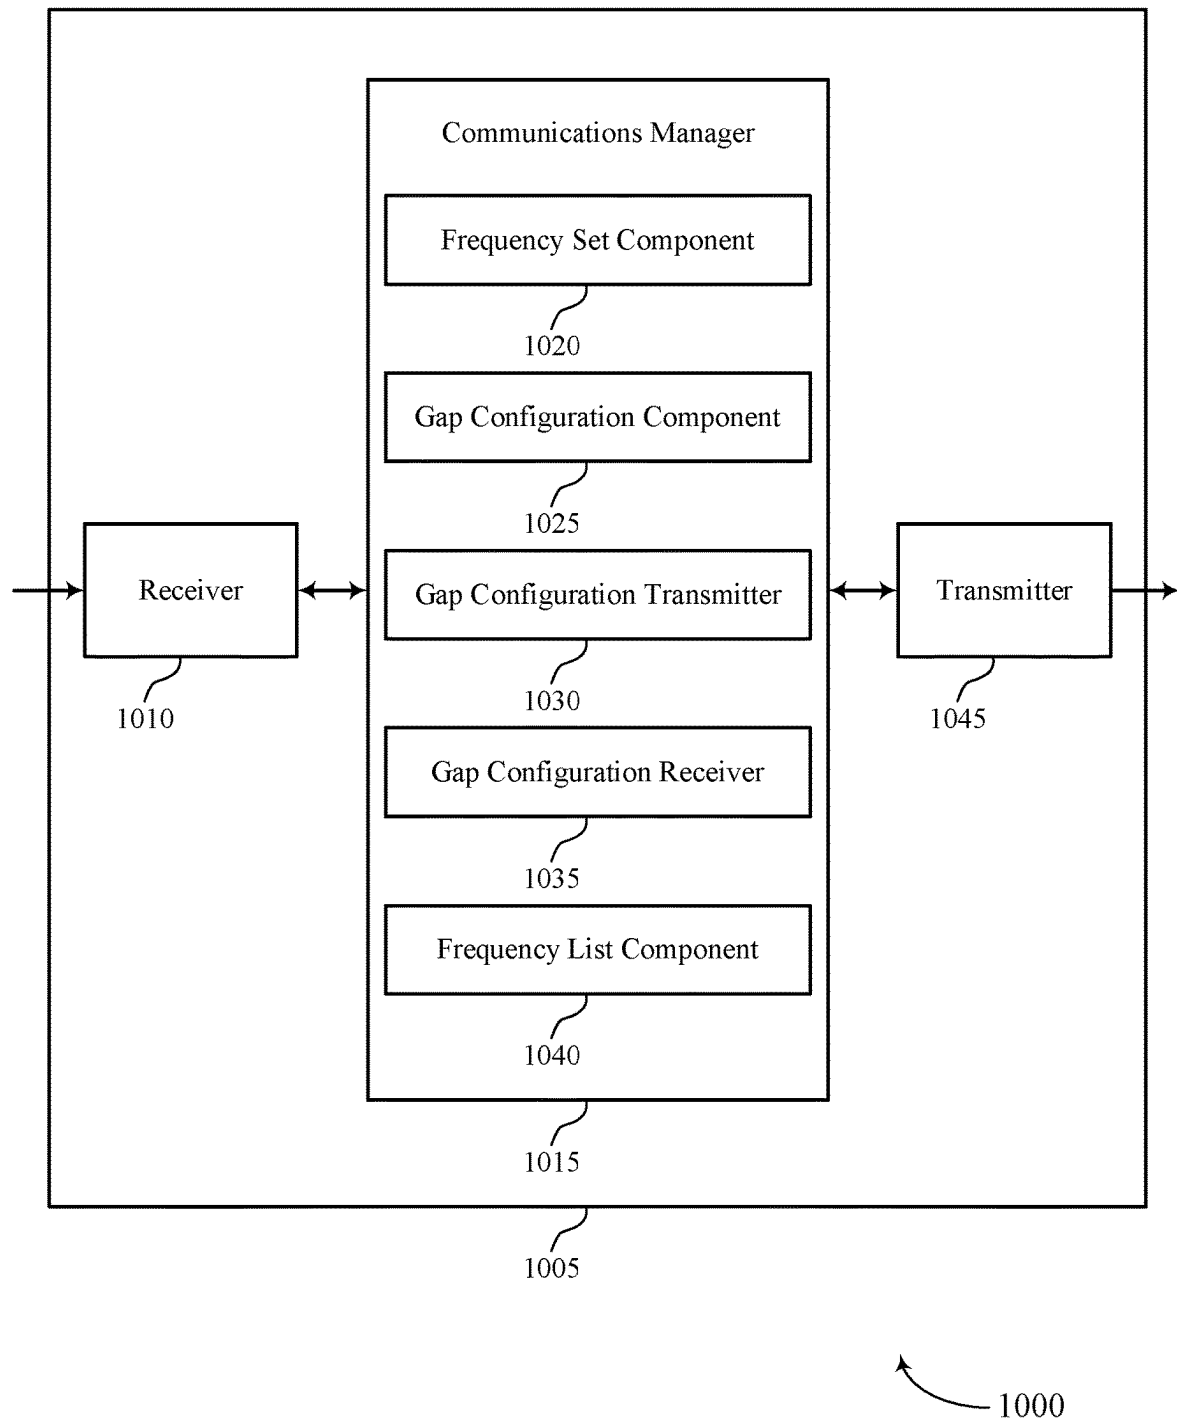 Communications Manager
Frequency Set Component
1020
Gap Configuration Component
1025
Receiver
1010
Gap Configuration Transmitter
1030
Transmitter
1045
Gap Configuration Receiver
1035
Frequency List Component
1040
1015
1005
1000